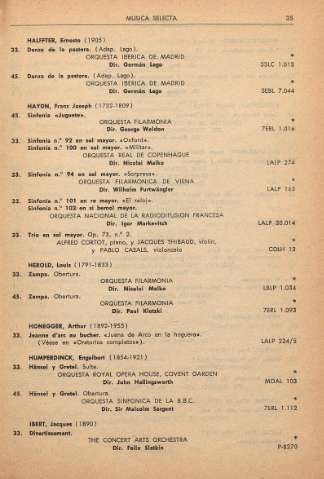 MUSICA SELECTA 35
HALFFTER, Ernesto (1905)
33. Danza de la pastora. (Adap. Lago).
ORQUESTA IBERICA DE MADRID *
Dir. Germán Lago 33LC 1.015
45. Danza de la pastora. (Adap. Lago).
ORQUESTA IBERICA DE MADRID *
Dir. Germán Lago SEBL 7.044
HAYDN, Franz Joseph (1732-1809)
45. Sinfonía «Juguete».
ORQUESTA FILARMONIA *
Dir. George Weldon 7ERL 1.016
33. Sinfonía n.º 92 en sol mayor. «Oxford».
Sinfonía n.º 100 en sol mayor. «Militar».
ORQUESTA REAL DE COPENHAGUE *
Dir. Nicolai Malko LALP 274
33. Sinfonía n.º 94 en sol mayor. «Sorpresa».
ORQUESTA FILARMONICA DE VIENA *
Dir. Wilhelm Furtwängler LALP 163
33. Sinfonía n.º 101 en re mayor. «El reloj».
Sinfonía n.º 102 en si bemol mayor.
ORQUESTA NACIONAL DE LA RADIODIFUSION FRANCESA
Dir. Igor Markevitch LALP 30.014
33. Trío en sol mayor. Op. 73, n.º 2.
ALFRED CORTOT, piano, y JACQUES THIBAUD, violín, *
y PABLO CASALS, violoncelo COLH 12
HEROLD, Louis (1791-1833)
33. Zampa. Obertura.
ORQUESTA FILARMONIA *
Dir. Nicolai Malko LBLP 1.034
45. Zampa. Obertura.
ORQUESTA FILARMONIA *
Dir. Paul Kletzki 7ERL 1.093
HONEGGER, Arthur (1892-1955)
33. Jeanne d'arc au bucher. «Juana de Arco en la hoguera». *
(Véase en «Oratorios completos»). LALP 224/5
HUMPERDINCK, Engelbert (1854-1921)
33. Hänsel y Gretel. Suite.
ORQUESTA ROYAL OPERA HOUSE, COVENT GARDEN *
Dir. John Hollingsworth MOAL 103
45. Hänsel y Gretel. Obertura
ORQUESTA SINFONICA DE LA B.B.C. *
Dir. Sir Malcolm Sargent 7ERL 1.112
IBERT, Jacques (1890)
33. Divertissement.
THE CONCERT ARTS ORCHESTRA *
Dir. Felix Slatkin P-8270